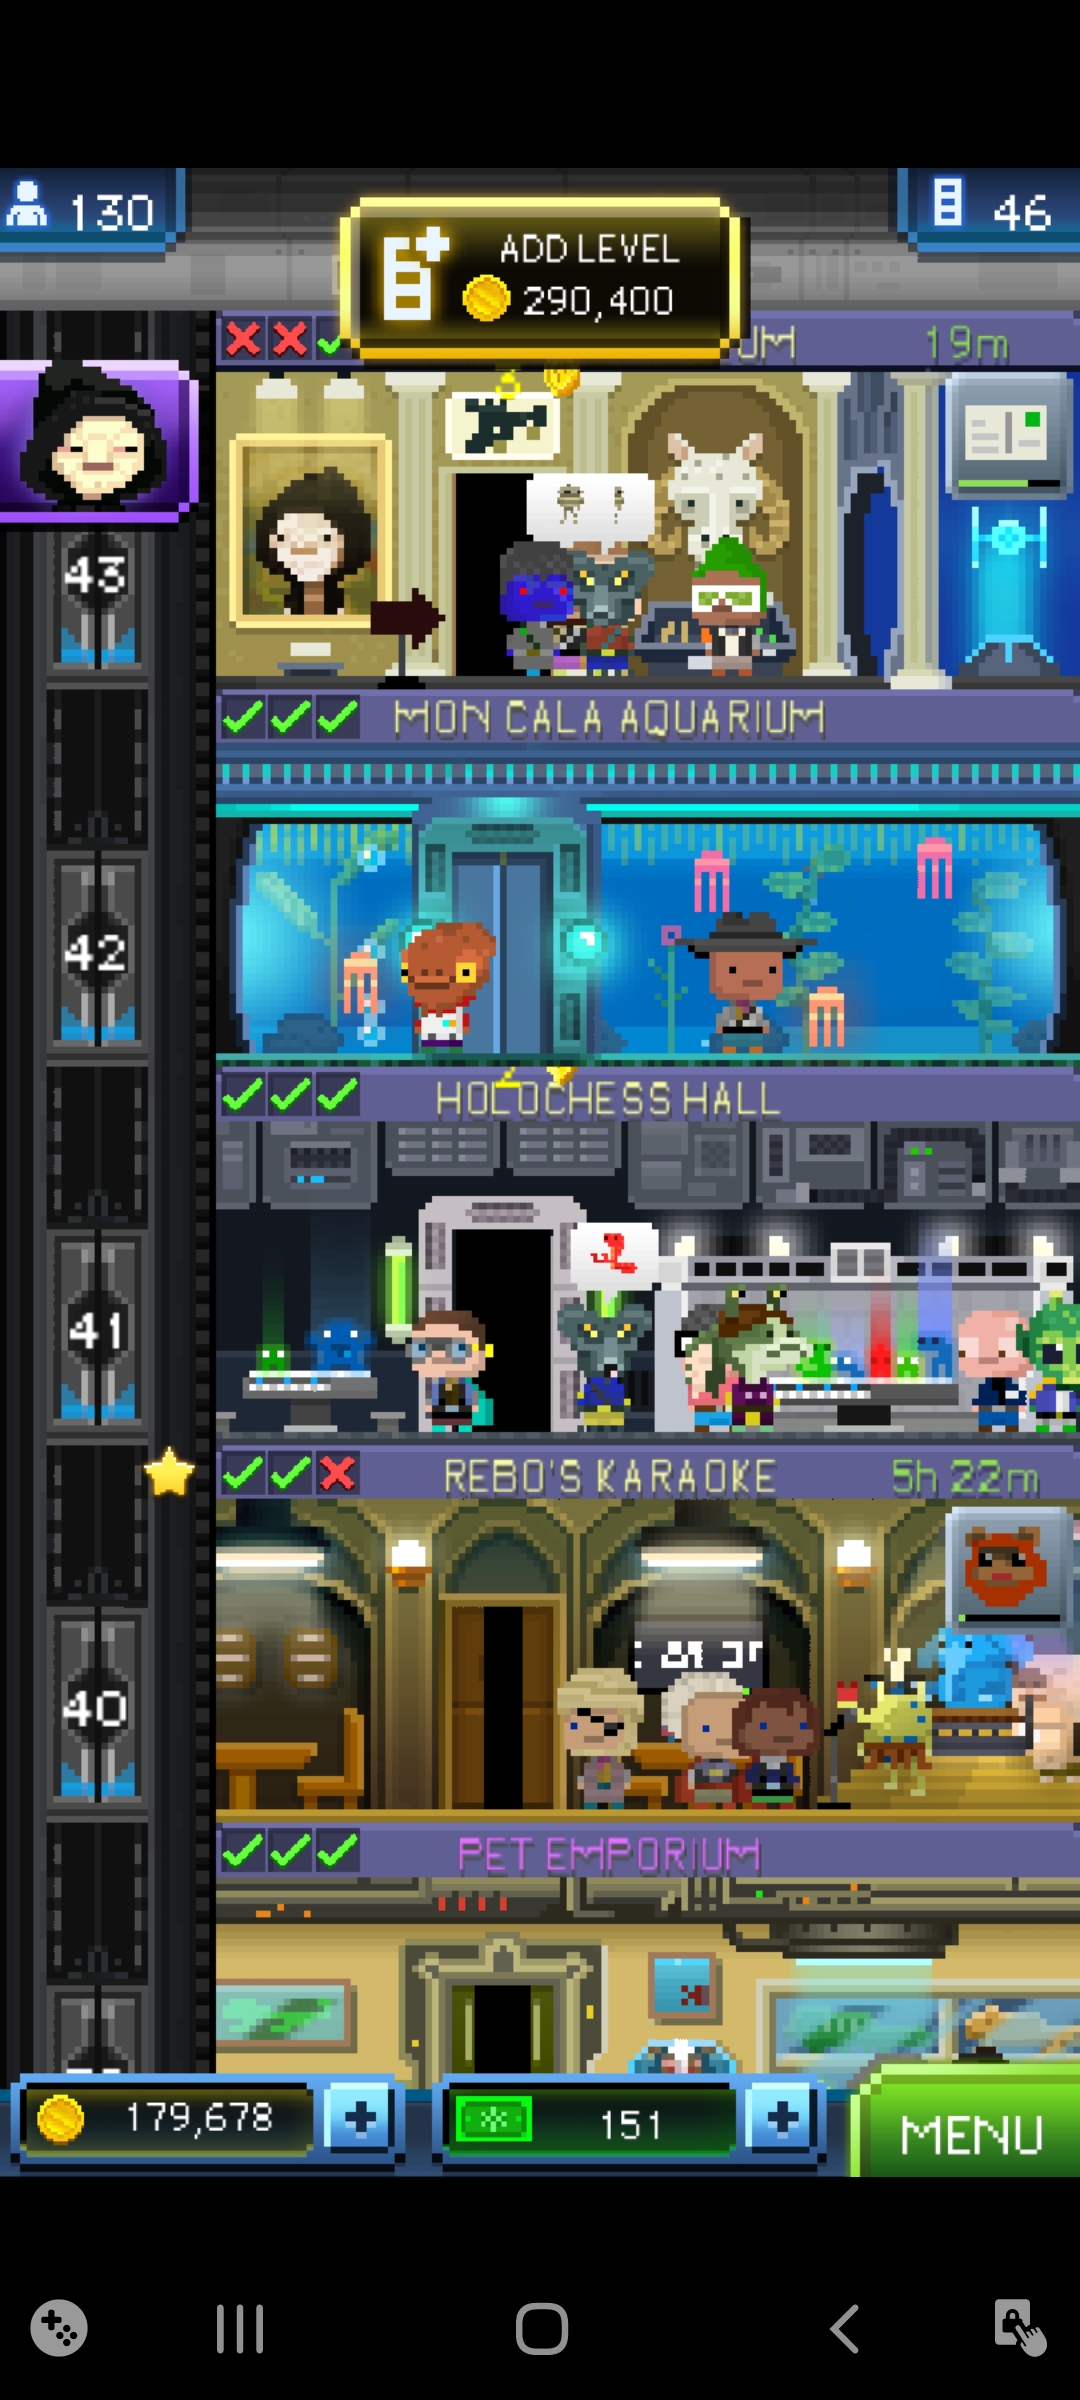 130
ADD LEVEL
290,400
46
UM
19m
43
MON CALA AQUARIUM
42
HOLOCHESS HALL
41
REBO'S KARAOKE
5h 22m
40
PET EMPORIUM
179,678
+
151
+
MENU